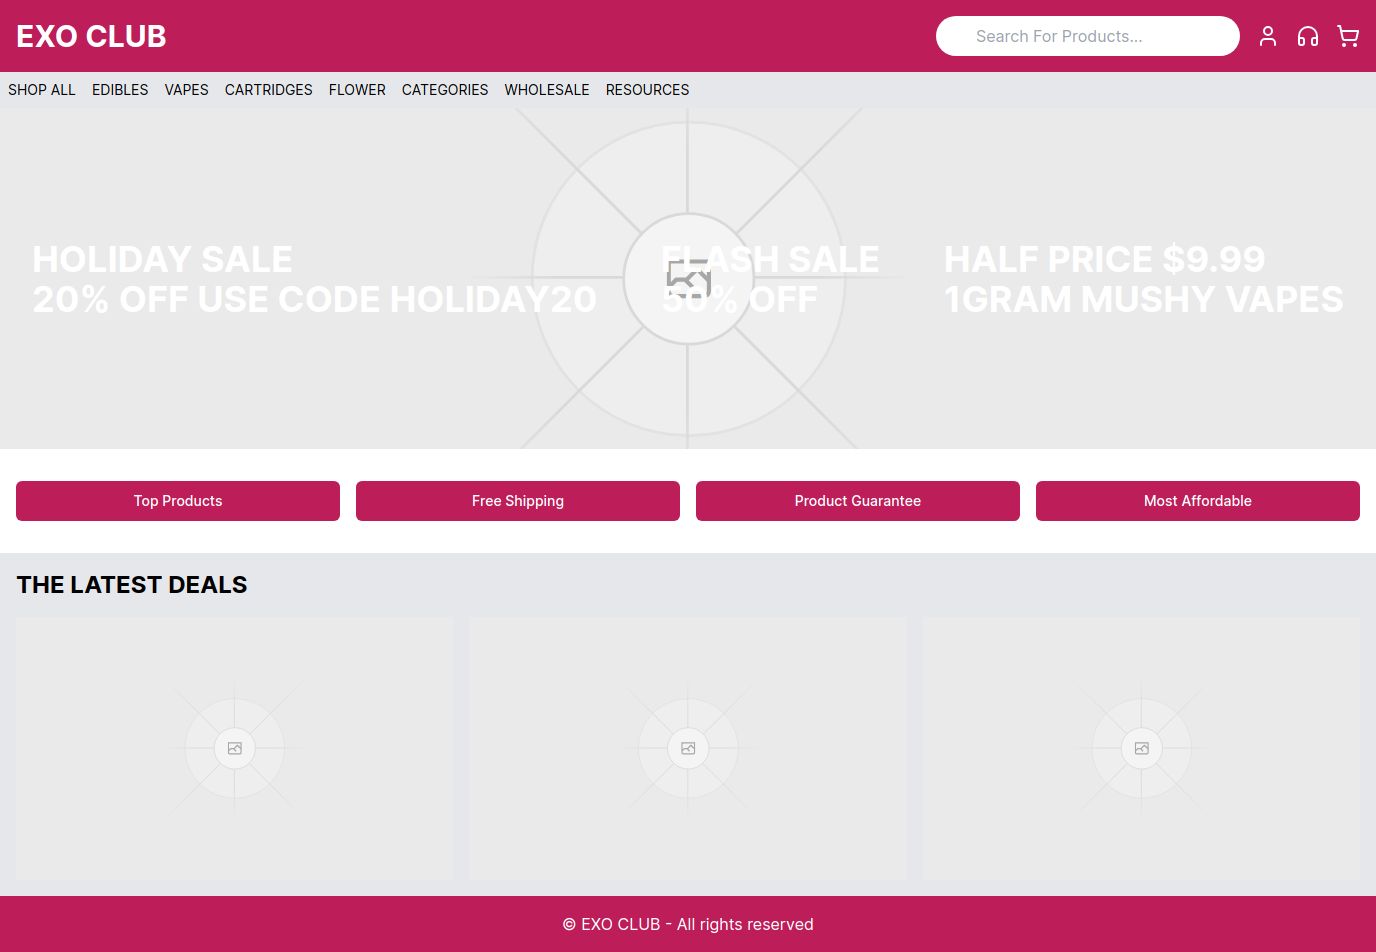 EXO CLUB
Search For Products...
SHOP ALL EDIBLES VAPES CARTRIDGES FLOWER CATEGORIES WHOLESALE RESOURCES
HOLIDAY SALE
20% OFF USE CODE HOLIDAY20
FLASH SALE
50% OFF
HALF PRICE $9.99
1GRAM MUSHY VAPES
Top Products
Free Shipping
Product Guarantee
Most Affordable
THE LATEST DEALS
© EXO CLUB - All rights reserved